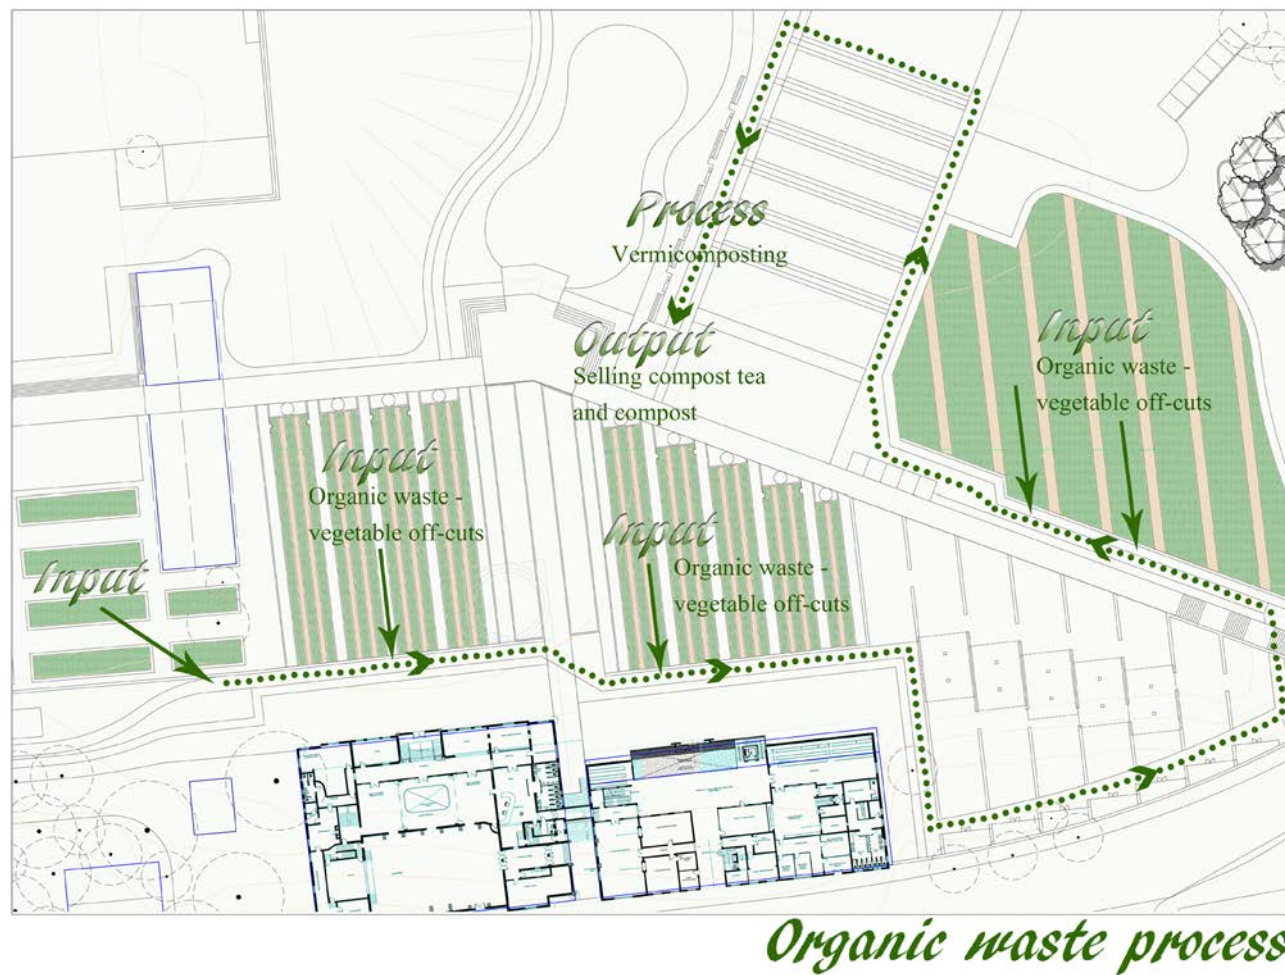 Process
Vermicomposting
Output
Selling compost tea
and compost
Input
Organic waste -
vegetable off-cuts
Input
Organic waste -
vegetable off-cuts
Input
Organic waste -
vegetable off-cuts
Input
Organic waste process